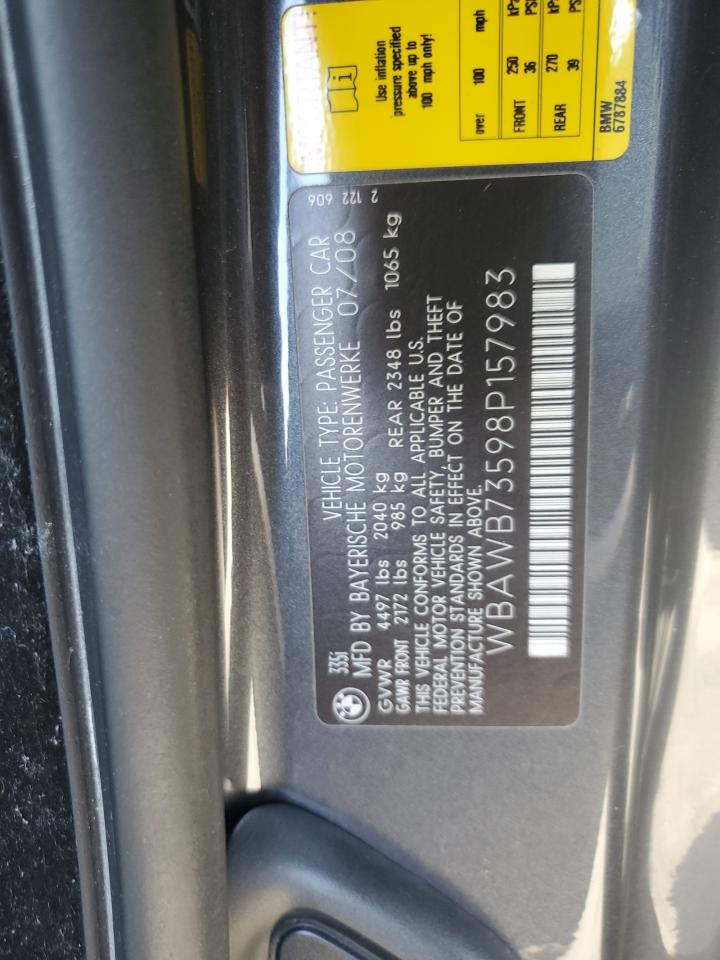 335i
VEHICLE TYPE: PASSENGER CAR
MFD BY BAYERISCHE MOTORENWERKE 07/08
GVWR 4497 lbs 2040 kg
GAWR FRONT 2172 lbs 985 kg REAR 2348 lbs 1065 kg
THIS VEHICLE CONFORMS TO ALL APPLICABLE U.S.
FEDERAL MOTOR VEHICLE SAFETY, BUMPER AND THEFT
PREVENTION STANDARDS IN EFFECT ON THE DATE OF
MANUFACTURE SHOWN ABOVE.
WBAWB73598P157983
2 122 606
Use inflation
pressure specified
above up to
100 mph only!
over 100 mph
FRONT 250 kPa
36 PSI
REAR 270 kPa
39 PSI
BMW
6787884